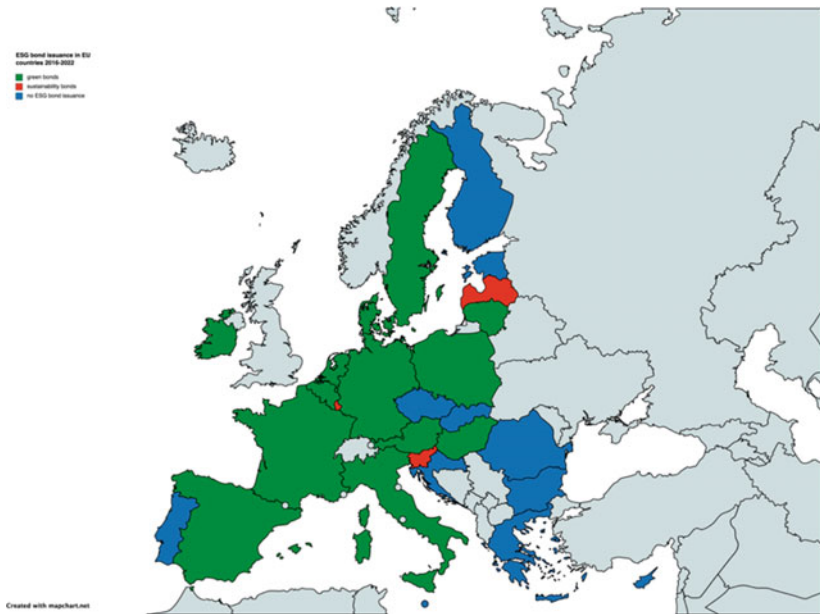 ESG bond issuance in EU
countries 2016-2022
green bonds
sustainability bonds
no ESG bond issuance
Created with mapchart.net